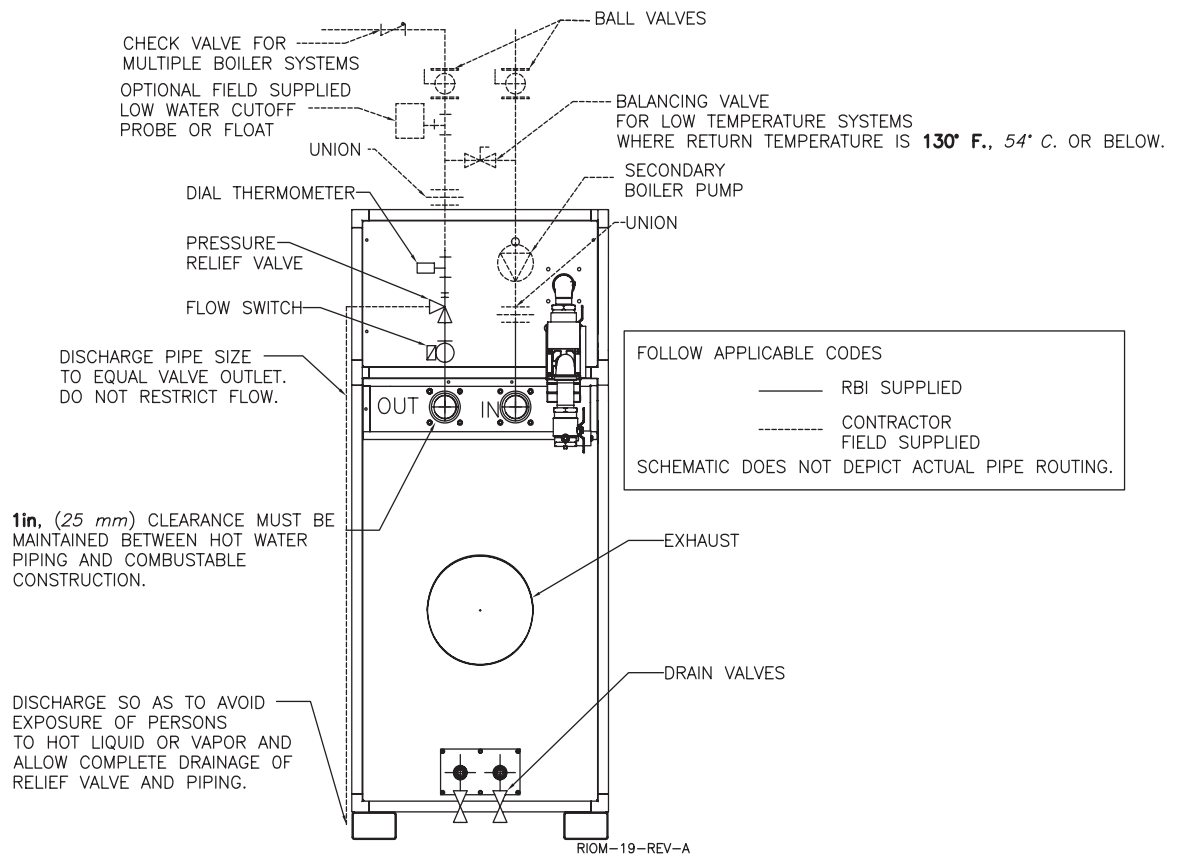 BALL VALVES
CHECK VALVE FOR
MULTIPLE BOILER SYSTEMS
OPTIONAL FIELD SUPPLIED
LOW WATER CUTOFF
PROBE OR FLOAT
BALANCING VALVE
FOR LOW TEMPERATURE SYSTEMS
WHERE RETURN TEMPERATURE IS 130° F., 54° C. OR BELOW.
UNION
SECONDARY
BOILER PUMP
DIAL THERMOMETER
UNION
PRESSURE
RELIEF VALVE
FLOW SWITCH
DISCHARGE PIPE SIZE
TO EQUAL VALVE OUTLET.
DO NOT RESTRICT FLOW.
FOLLOW APPLICABLE CODES
RBI SUPPLIED
CONTRACTOR
FIELD SUPPLIED
SCHEMATIC DOES NOT DEPICT ACTUAL PIPE ROUTING.
OUT
IN
1in, (25 mm) CLEARANCE MUST BE
MAINTAINED BETWEEN HOT WATER
PIPING AND COMBUSTABLE
CONSTRUCTION.
EXHAUST
DRAIN VALVES
DISCHARGE SO AS TO AVOID
EXPOSURE OF PERSONS
TO HOT LIQUID OR VAPOR AND
ALLOW COMPLETE DRAINAGE OF
RELIEF VALVE AND PIPING.
RIOM-19-REV-A